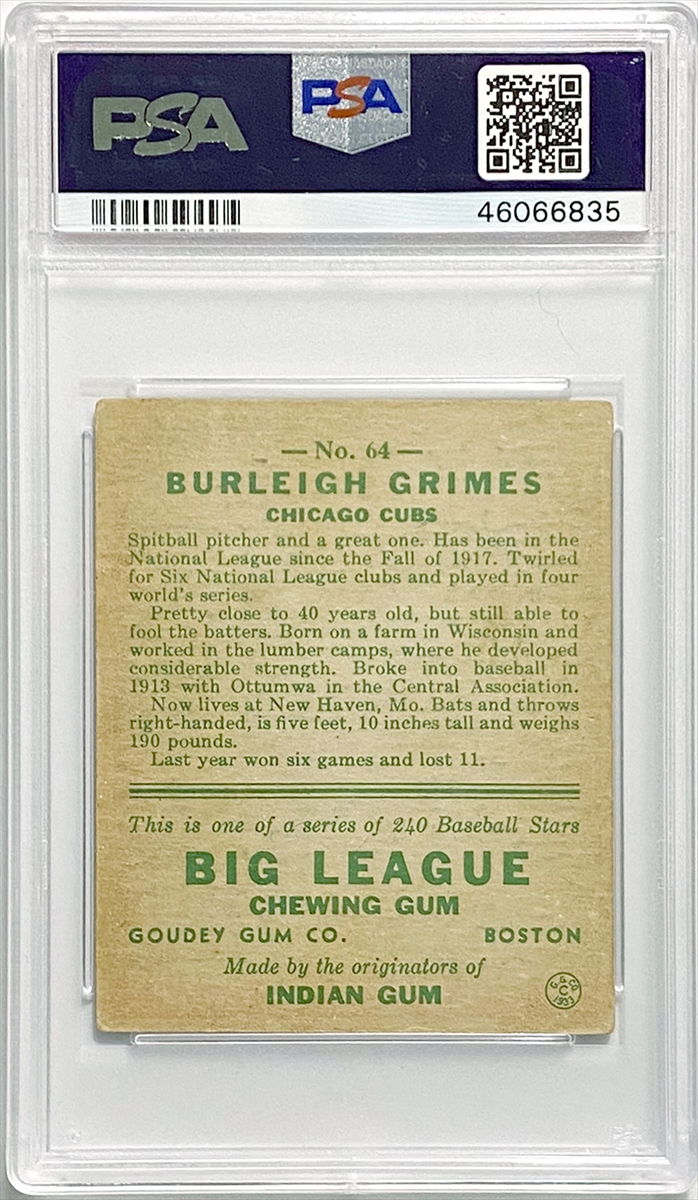 PSA
PSA
46066835
— No. 64 —
BURLEIGH GRIMES
CHICAGO CUBS
Spitball pitcher and a great one. Has been in the
National League since the Fall of 1917. Twirled
for Six National League clubs and played in four
world's series.
Pretty close to 40 years old, but still able to
fool the batters. Born on a farm in Wisconsin and
worked in the lumber camps, where he developed
considerable strength. Broke into baseball in
1913 with Ottumwa in the Central Association.
Now lives at New Haven, Mo. Bats and throws
right-handed, is five feet, 10 inches tall and weighs
190 pounds.
Last year won six games and lost 11.
This is one of a series of 240 Baseball Stars
BIG LEAGUE
CHEWING GUM
GOUDEY GUM CO. BOSTON
Made by the originators of
INDIAN GUM
G. G. CO.
C
1933